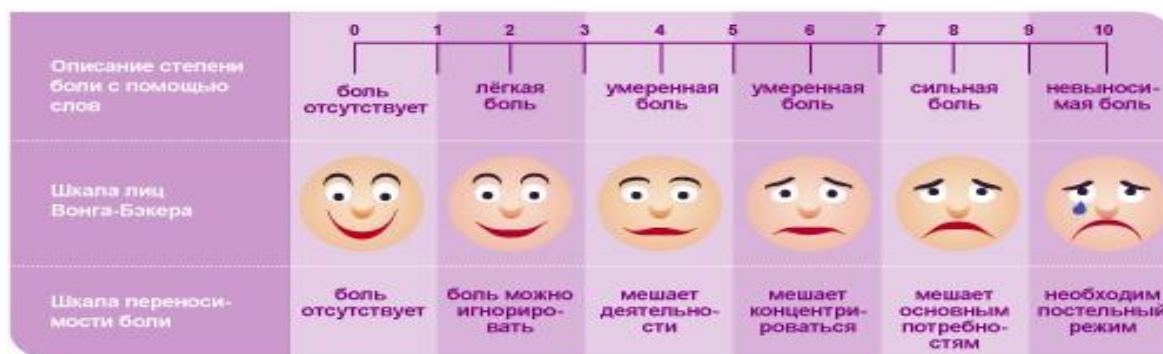 0 1 2 3 4 5 6 7 8 9 10
Описание степени
боли с помощью
слов
боль
отсутствует
лёгкая
боль
умеренная
боль
умеренная
боль
сильная
боль
невыноси-
мая боль
Шкала лиц
Вонга-Бэкера
Шкала переноси-
мости боли
боль
отсутствует
боль можно
игнориро-
вать
мешает
деятельно-
сти
мешает
концентри-
роваться
мешает
основным
потребно-
стям
необходим
постельный
режим